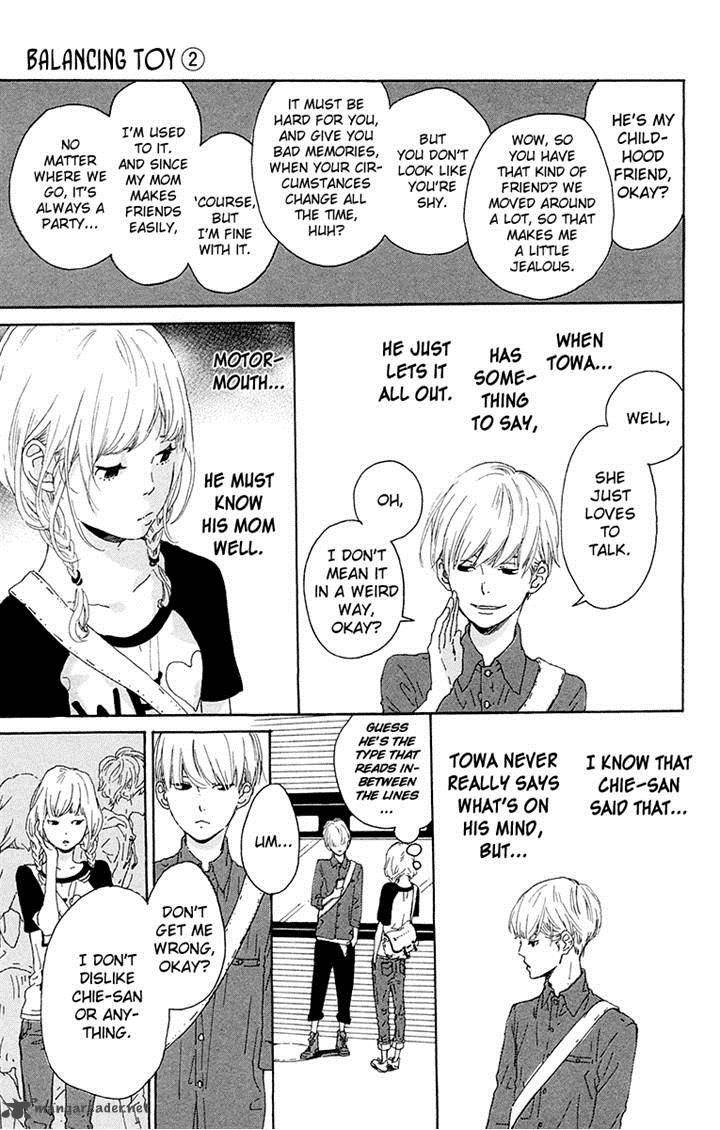 BALANCING TOY ②
HE'S MY
CHILD-
HOOD
FRIEND,
OKAY?
WOW, SO
YOU HAVE
THAT KIND OF
FRIEND? WE
MOVED AROUND
A LOT, SO THAT
MAKES ME
A LITTLE
JEALOUS.
BUT
YOU DON'T
LOOK LIKE
YOU'RE
SHY.
IT MUST BE
HARD FOR YOU,
AND GIVE YOU
BAD MEMORIES,
WHEN YOUR CIR-
CUMSTANCES
CHANGE ALL
THE TIME,
HUH?
'COURSE,
BUT
I'M FINE
WITH IT.
I'M USED
TO IT.
AND SINCE
MY MOM
MAKES
FRIENDS
EASILY,
NO
MATTER
WHERE WE
GO, IT'S
ALWAYS A
PARTY...
WHEN
TOWA...
HAS
SOME-
THING
TO SAY,
HE JUST
LETS IT
ALL OUT.
WELL,
SHE
JUST
LOVES
TO
TALK.
OH,
I DON'T
MEAN IT
IN A WEIRD
WAY,
OKAY?
MOTOR-
MOUTH...
HE MUST
KNOW
HIS MOM
WELL.
I KNOW THAT
CHIE-SAN
SAID THAT...
TOWA NEVER
REALLY SAYS
WHAT'S ON
HIS MIND,
BUT...
GUESS
HE'S THE
TYPE THAT
READS IN-
BETWEEN
THE LINES
...
UM...
DON'T
GET ME
WRONG,
OKAY?
I DON'T
DISLIKE
CHIE-SAN
OR ANY-
THING.
mangareader.net